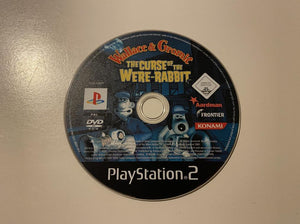 Wallace & Gromit
THE CURSE OF THE
WERE-RABBIT
Aardman
FRONTIER
KONAMI
PAL
DVD
PlayStation®2